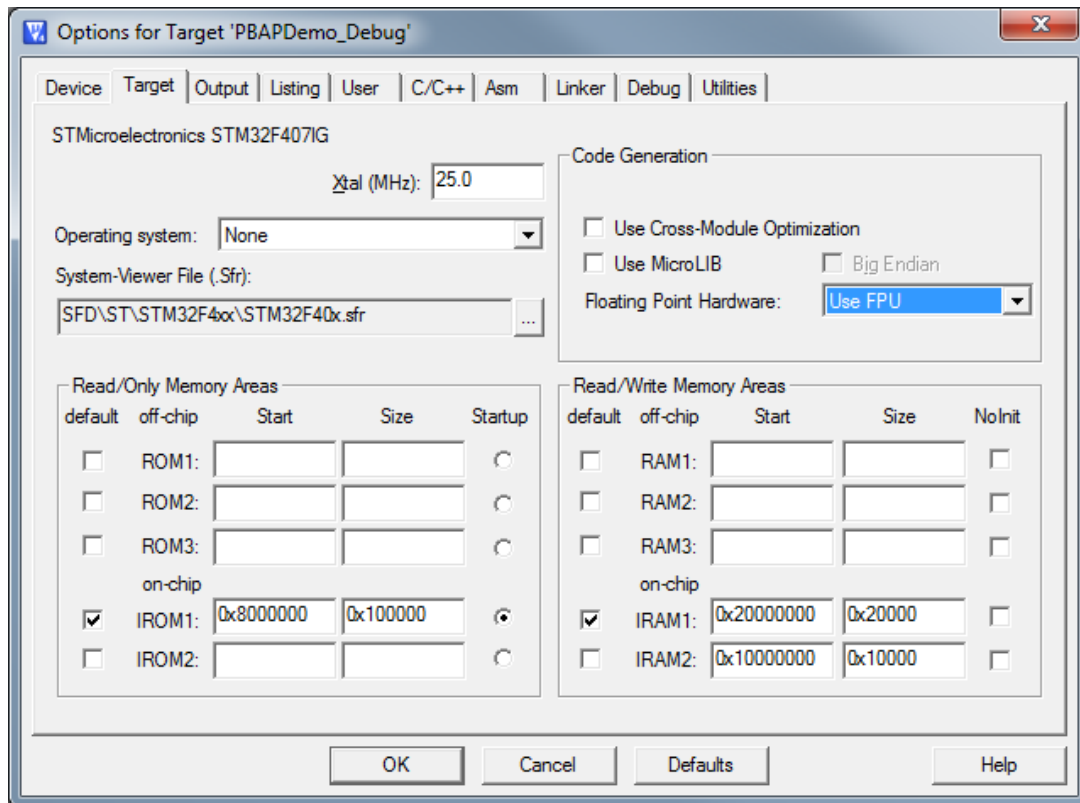 Options for Target 'PBAPDemo_Debug'
Device Target Output Listing User C/C++ Asm Linker Debug Utilities
STMicroelectronics STM32F407IG
Xtal (MHz): 25.0
Operating system: None
System-Viewer File (.Sfr):
SFD\ST\STM32F4xx\STM32F40x.sfr ...
Code Generation
Use Cross-Module Optimization
Use MicroLIB Big Endian
Floating Point Hardware: Use FPU
Read/Only Memory Areas
default off-chip Start Size Startup
ROM1:
ROM2:
ROM3:
on-chip
IROM1: 0x8000000 0x100000
IROM2:
Read/Write Memory Areas
default off-chip Start Size NoInit
RAM1:
RAM2:
RAM3:
on-chip
IRAM1: 0x20000000 0x20000
IRAM2: 0x10000000 0x10000
OK Cancel Defaults Help